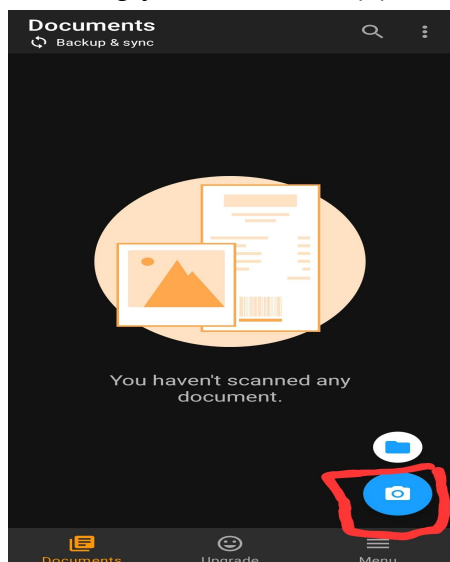 Documents
Backup & sync
You haven't scanned any
document.
Documents
Upgrade
Menu